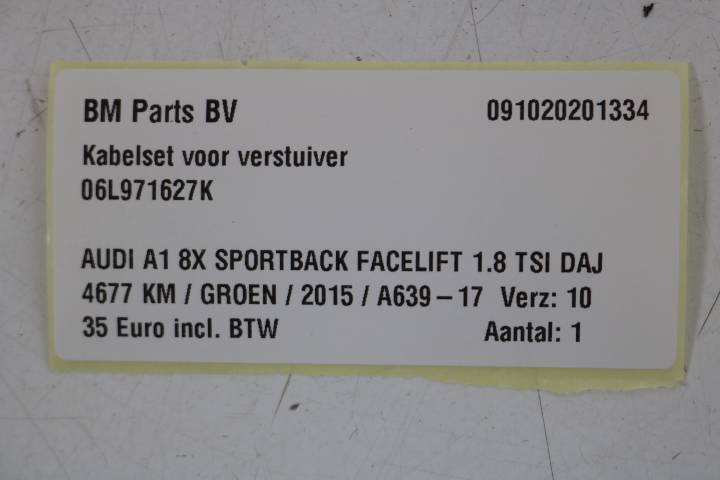 BM Parts BV 091020201334
Kabelset voor verstuiver
06L971627K
AUDI A1 8X SPORTBACK FACELIFT 1.8 TSI DAJ
4677 KM / GROEN / 2015 / A639-17 Verz: 10
35 Euro incl. BTW Aantal: 1